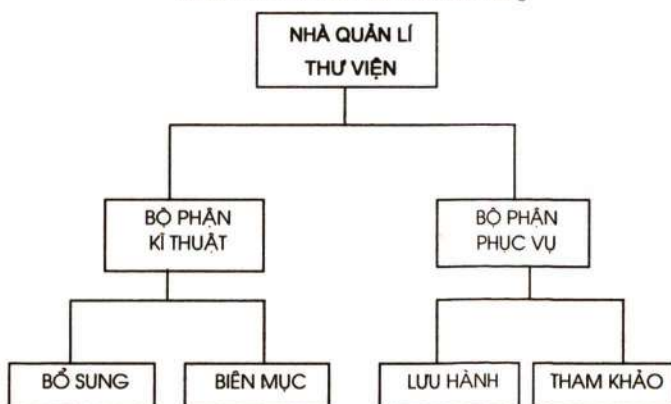 NHÀ QUẢN LÍ
THƯ VIỆN
BỘ PHẬN
KĨ THUẬT
BỘ PHẬN
PHỤC VỤ
BỔ SUNG
BIÊN MỤC
LƯU HÀNH
THAM KHẢO